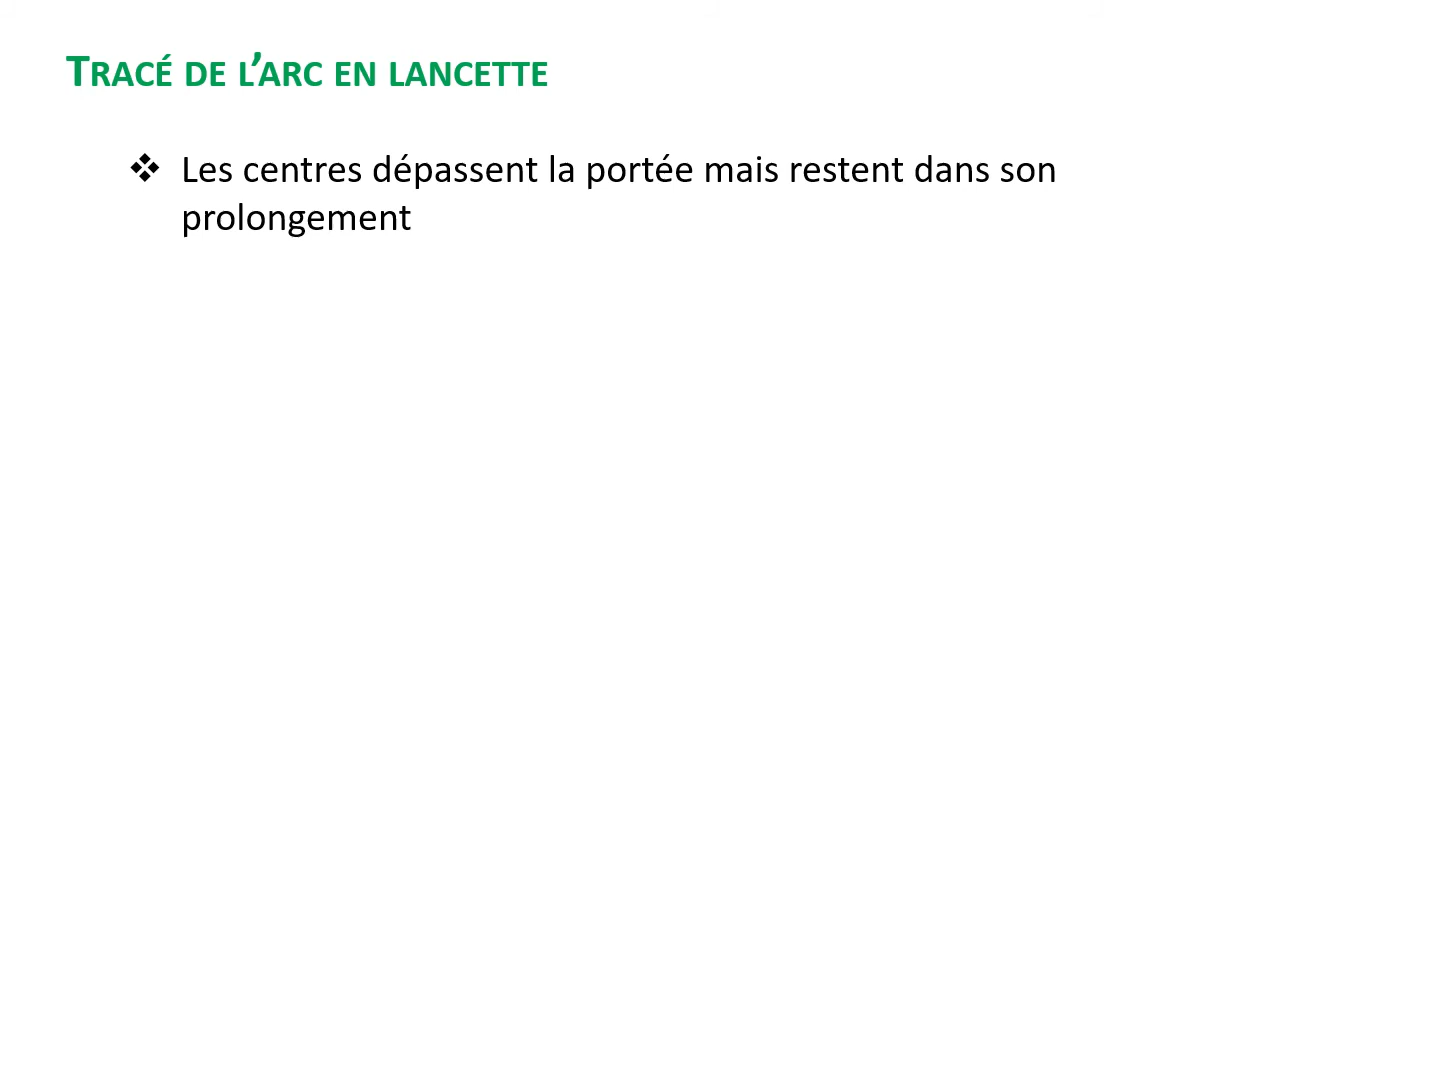 Tracé de l’arc en lancette
❖ Les centres dépassent la portée mais restent dans son
prolongement